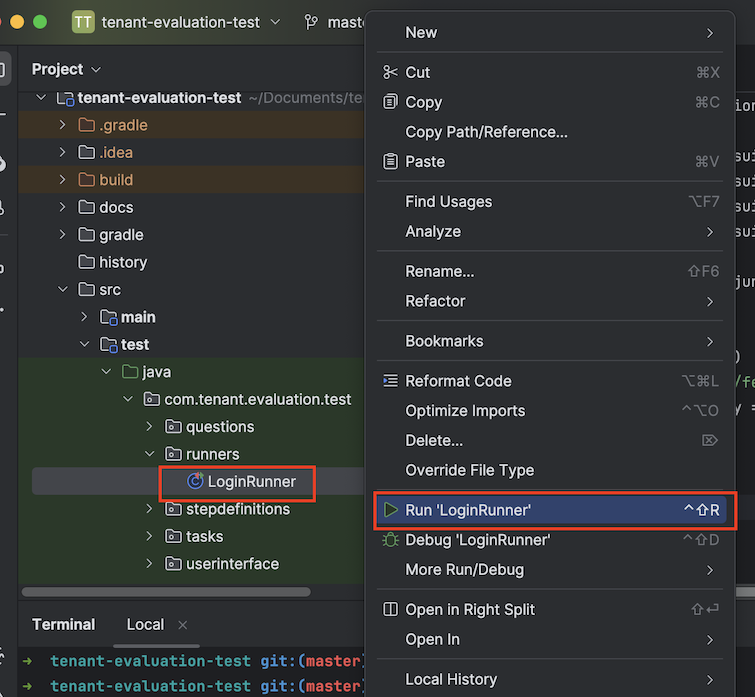 TT tenant-evaluation-test
Project
tenant-evaluation-test ~/Documents/te
.gradle
.idea
build
docs
gradle
history
src
main
test
java
com.tenant.evaluation.test
questions
runners
LoginRunner
stepdefinitions
tasks
userinterface
Terminal
Local
tenant-evaluation-test git:(master)
tenant-evaluation-test git:(master)
New
Cut ⌘X
Copy ⌘C
Copy Path/Reference...
Paste ⌘V
Find Usages ⌥F7
Analyze
Rename... ⇧F6
Refactor
Bookmarks
Reformat Code ⌥⌘L
Optimize Imports ^⌥O
Delete... ⌦
Override File Type
Run 'LoginRunner' ^⇧R
Debug 'LoginRunner' ^⇧D
More Run/Debug
Open in Right Split ⇧⏎
Open In
Local History